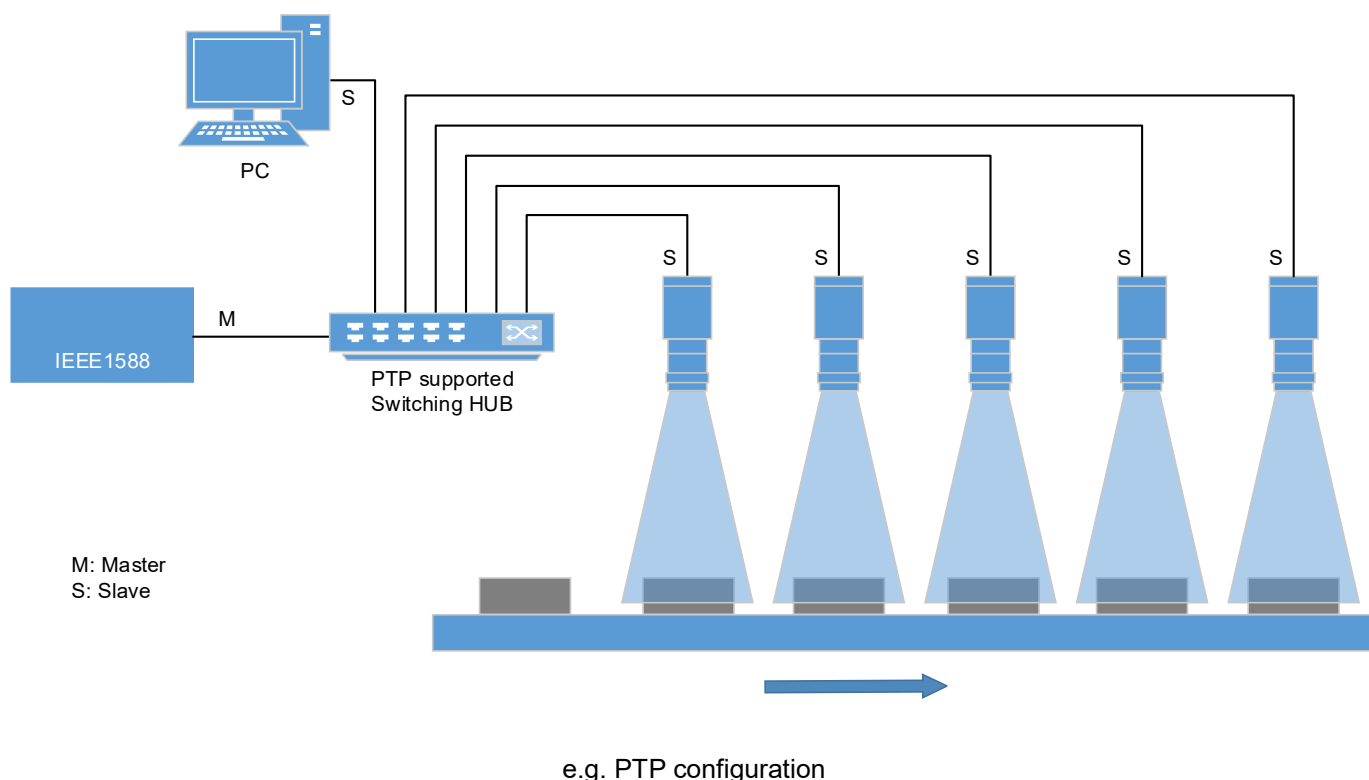 S
PC
S
S
S
S
S
M
IEEE1588
PTP supported
Switching HUB
M: Master
S: Slave
e.g. PTP configuration